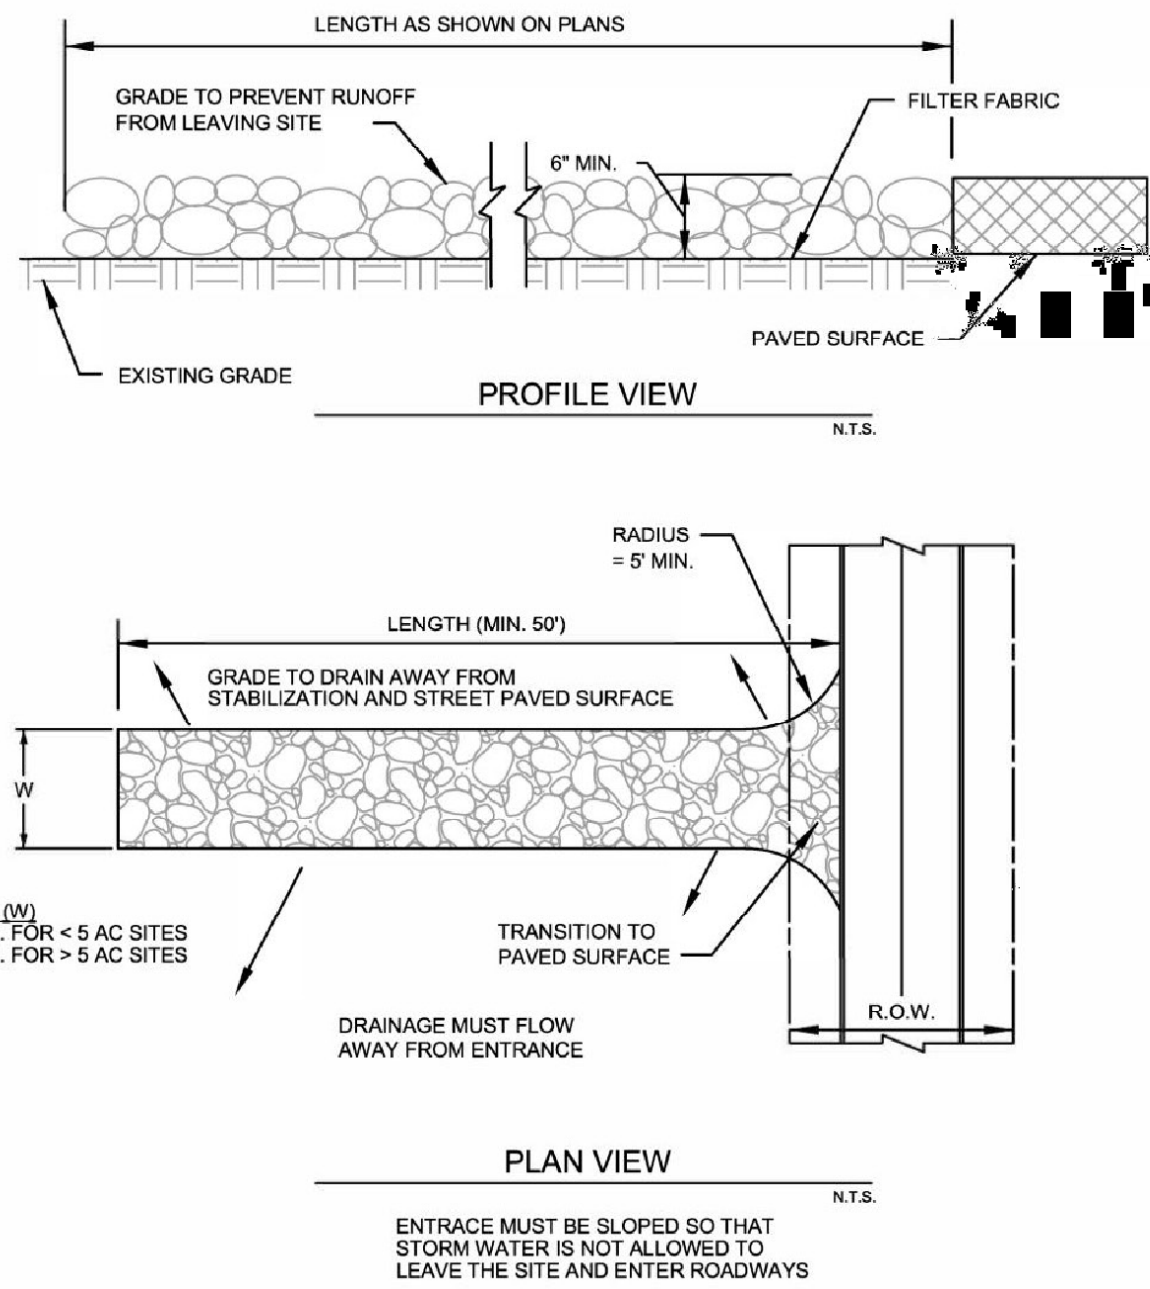 LENGTH AS SHOWN ON PLANS
GRADE TO PREVENT RUNOFF
FROM LEAVING SITE
FILTER FABRIC
6" MIN.
PAVED SURFACE
EXISTING GRADE
PROFILE VIEW
N.T.S.
RADIUS
= 5' MIN.
LENGTH (MIN. 50')
GRADE TO DRAIN AWAY FROM
STABILIZATION AND STREET PAVED SURFACE
W
(W)
. FOR < 5 AC SITES
. FOR > 5 AC SITES
TRANSITION TO
PAVED SURFACE
R.O.W.
DRAINAGE MUST FLOW
AWAY FROM ENTRANCE
PLAN VIEW
N.T.S.
ENTRACE MUST BE SLOPED SO THAT
STORM WATER IS NOT ALLOWED TO
LEAVE THE SITE AND ENTER ROADWAYS